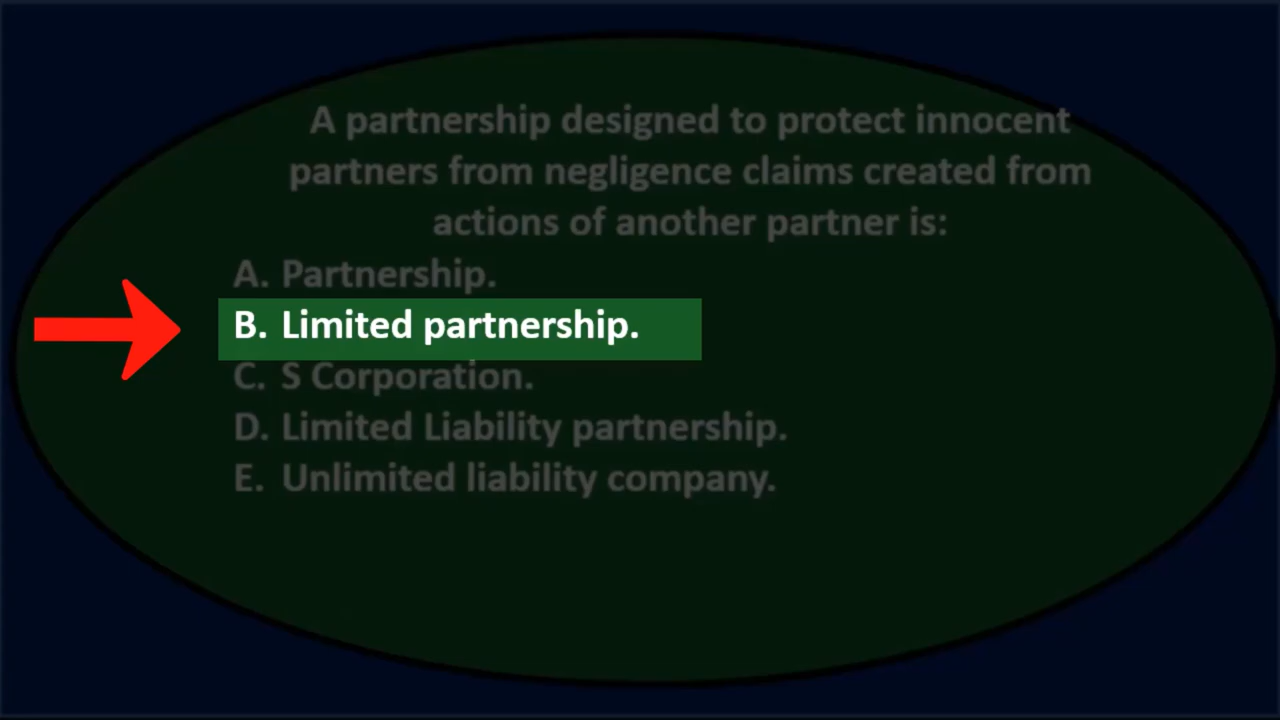 A partnership designed to protect innocent
partners from negligence claims created from
actions of another partner is:
A. Partnership.
B. Limited partnership.
C. S Corporation.
D. Limited Liability partnership.
E. Unlimited liability company.